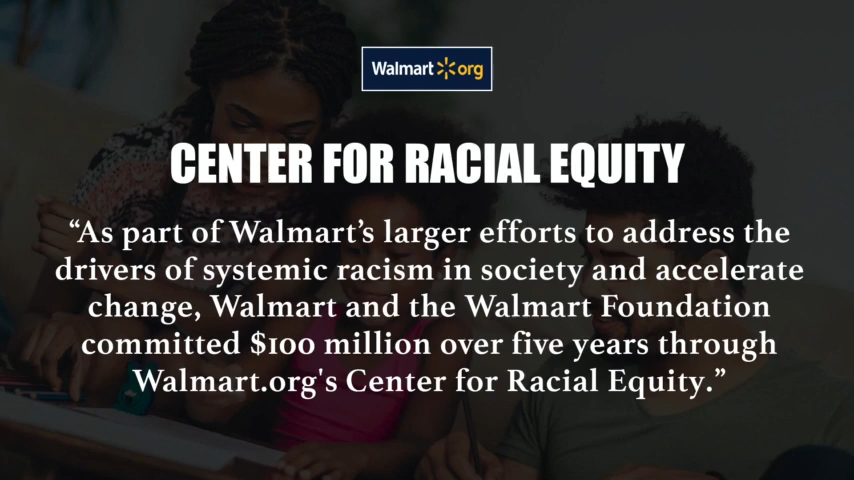 Walmart org
CENTER FOR RACIAL EQUITY
“As part of Walmart’s larger efforts to address the
drivers of systemic racism in society and accelerate
change, Walmart and the Walmart Foundation
committed $100 million over five years through
Walmart.org's Center for Racial Equity.”